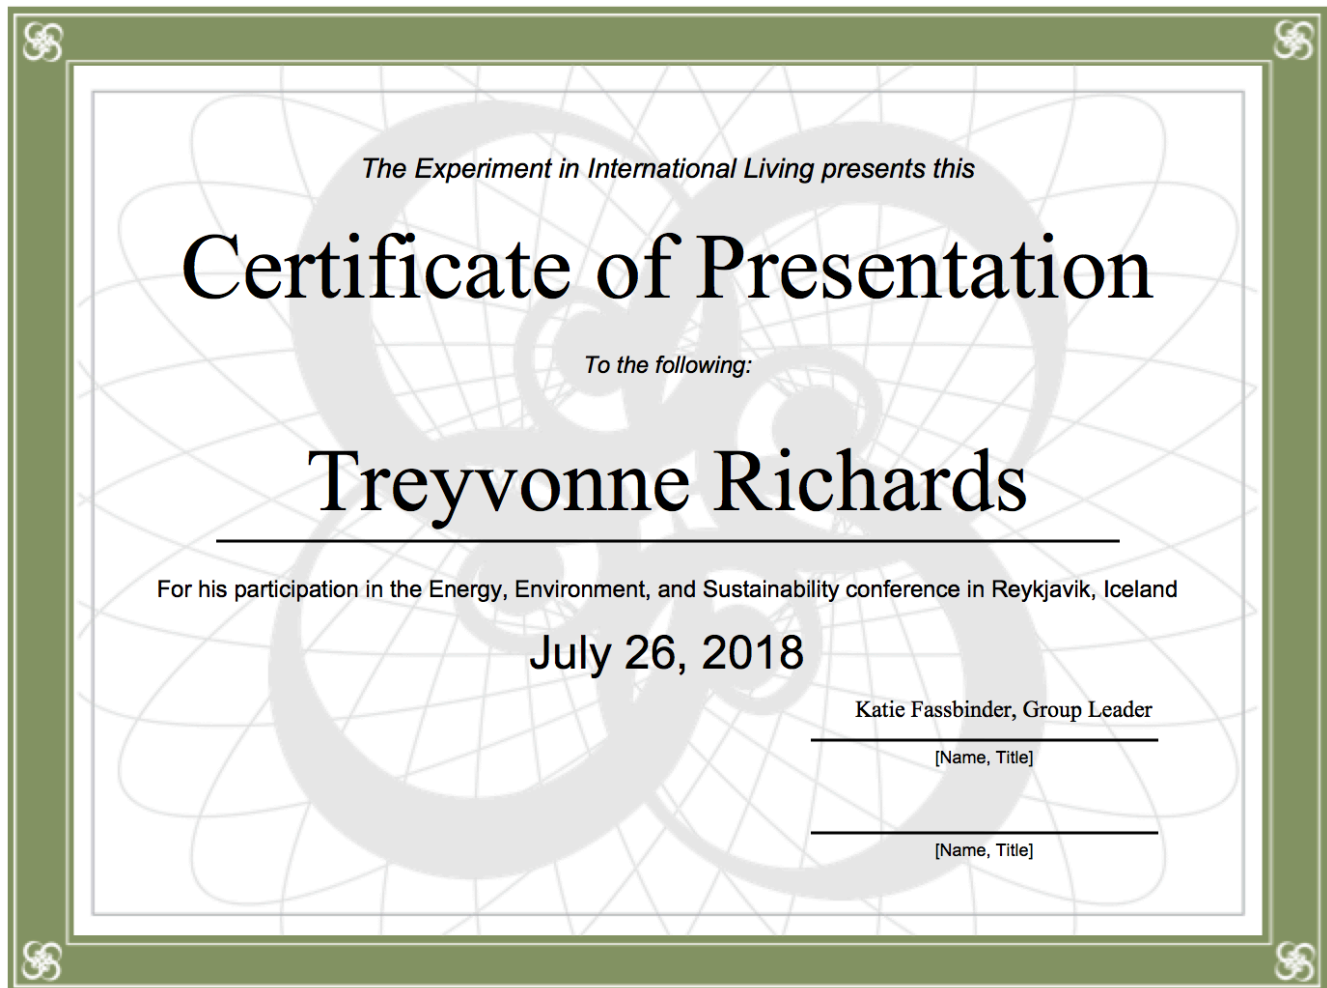 The Experiment in International Living presents this
Certificate of Presentation
To the following:
Treyvonne Richards
For his participation in the Energy, Environment, and Sustainability conference in Reykjavik, Iceland
July 26, 2018
Katie Fassbinder, Group Leader
[Name, Title]
[Name, Title]